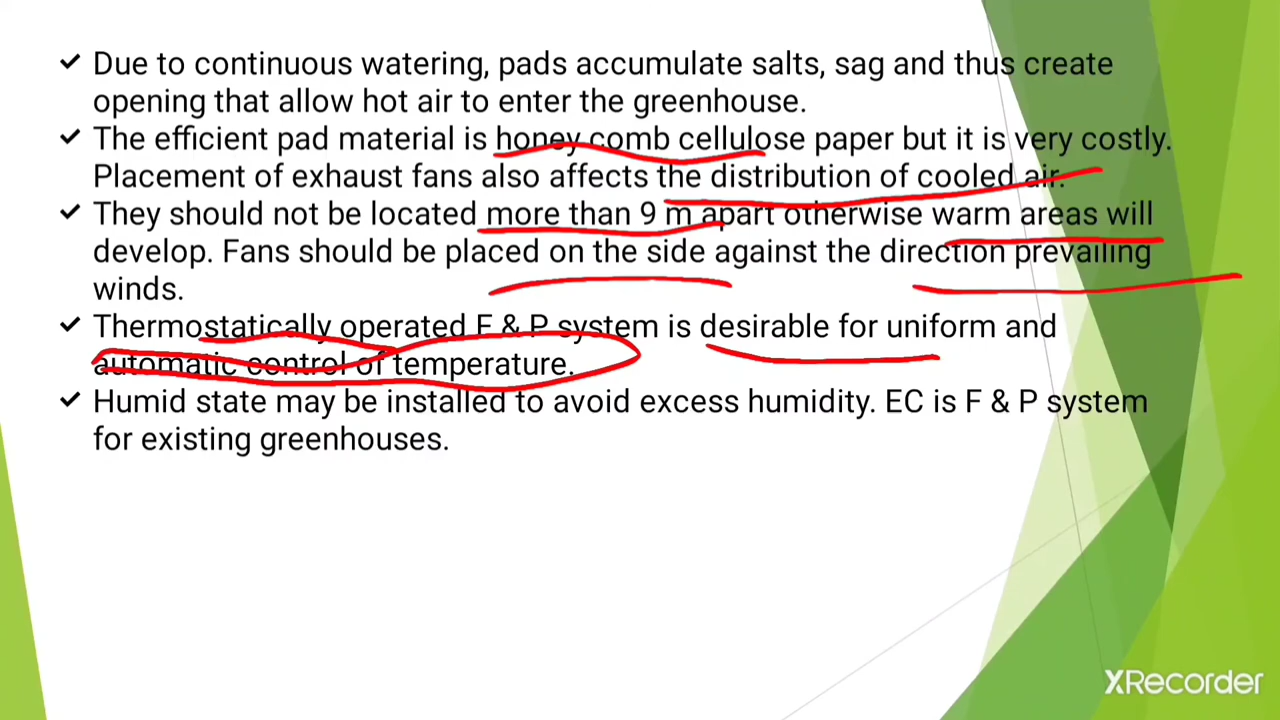 ✓ Due to continuous watering, pads accumulate salts, sag and thus create
opening that allow hot air to enter the greenhouse.
✓ The efficient pad material is honey comb cellulose paper but it is very costly.
Placement of exhaust fans also affects the distribution of cooled air.
✓ They should not be located more than 9 m apart otherwise warm areas will
develop. Fans should be placed on the side against the direction prevailing
winds.
✓ Thermostatically operated F & P system is desirable for uniform and
automatic control of temperature.
✓ Humid state may be installed to avoid excess humidity. EC is F & P system
for existing greenhouses.
XRecorder